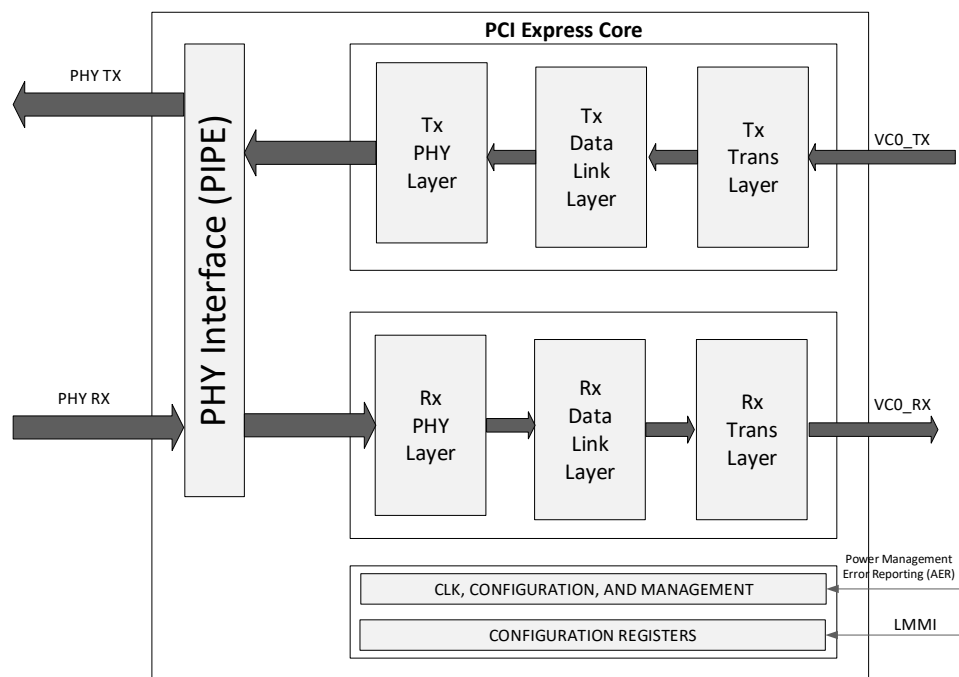 PCI Express Core
PHY TX
PHY Interface (PIPE)
Tx
PHY
Layer
Tx
Data
Link
Layer
Tx
Trans
Layer
VC0_TX
PHY RX
Rx
PHY
Layer
Rx
Data
Link
Layer
Rx
Trans
Layer
VC0_RX
Power Management
Error Reporting (AER)
CLK, CONFIGURATION, AND MANAGEMENT
CONFIGURATION REGISTERS
LMMI